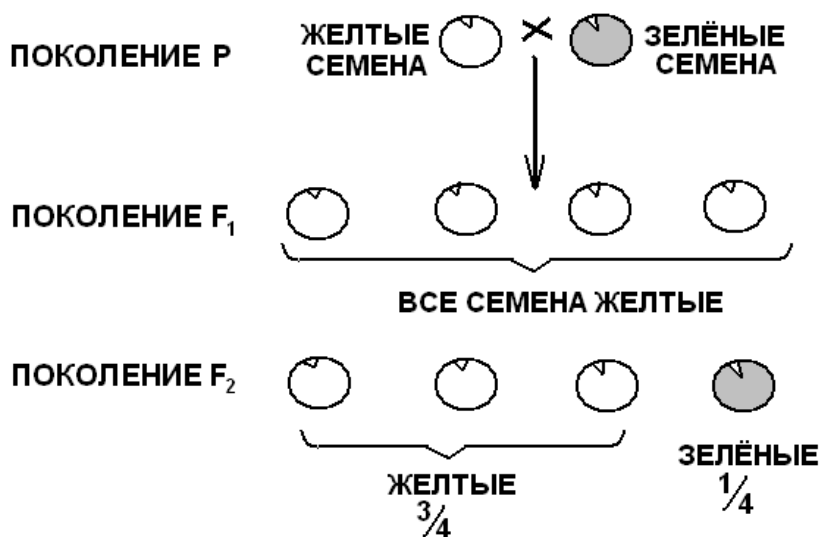 ПОКОЛЕНИЕ P
ЖЕЛТЫЕ
СЕМЕНА
×
ЗЕЛЁНЫЕ
СЕМЕНА
ПОКОЛЕНИЕ F₁
ВСЕ СЕМЕНА ЖЕЛТЫЕ
ПОКОЛЕНИЕ F₂
ЖЕЛТЫЕ
3/4
ЗЕЛЁНЫЕ
1/4